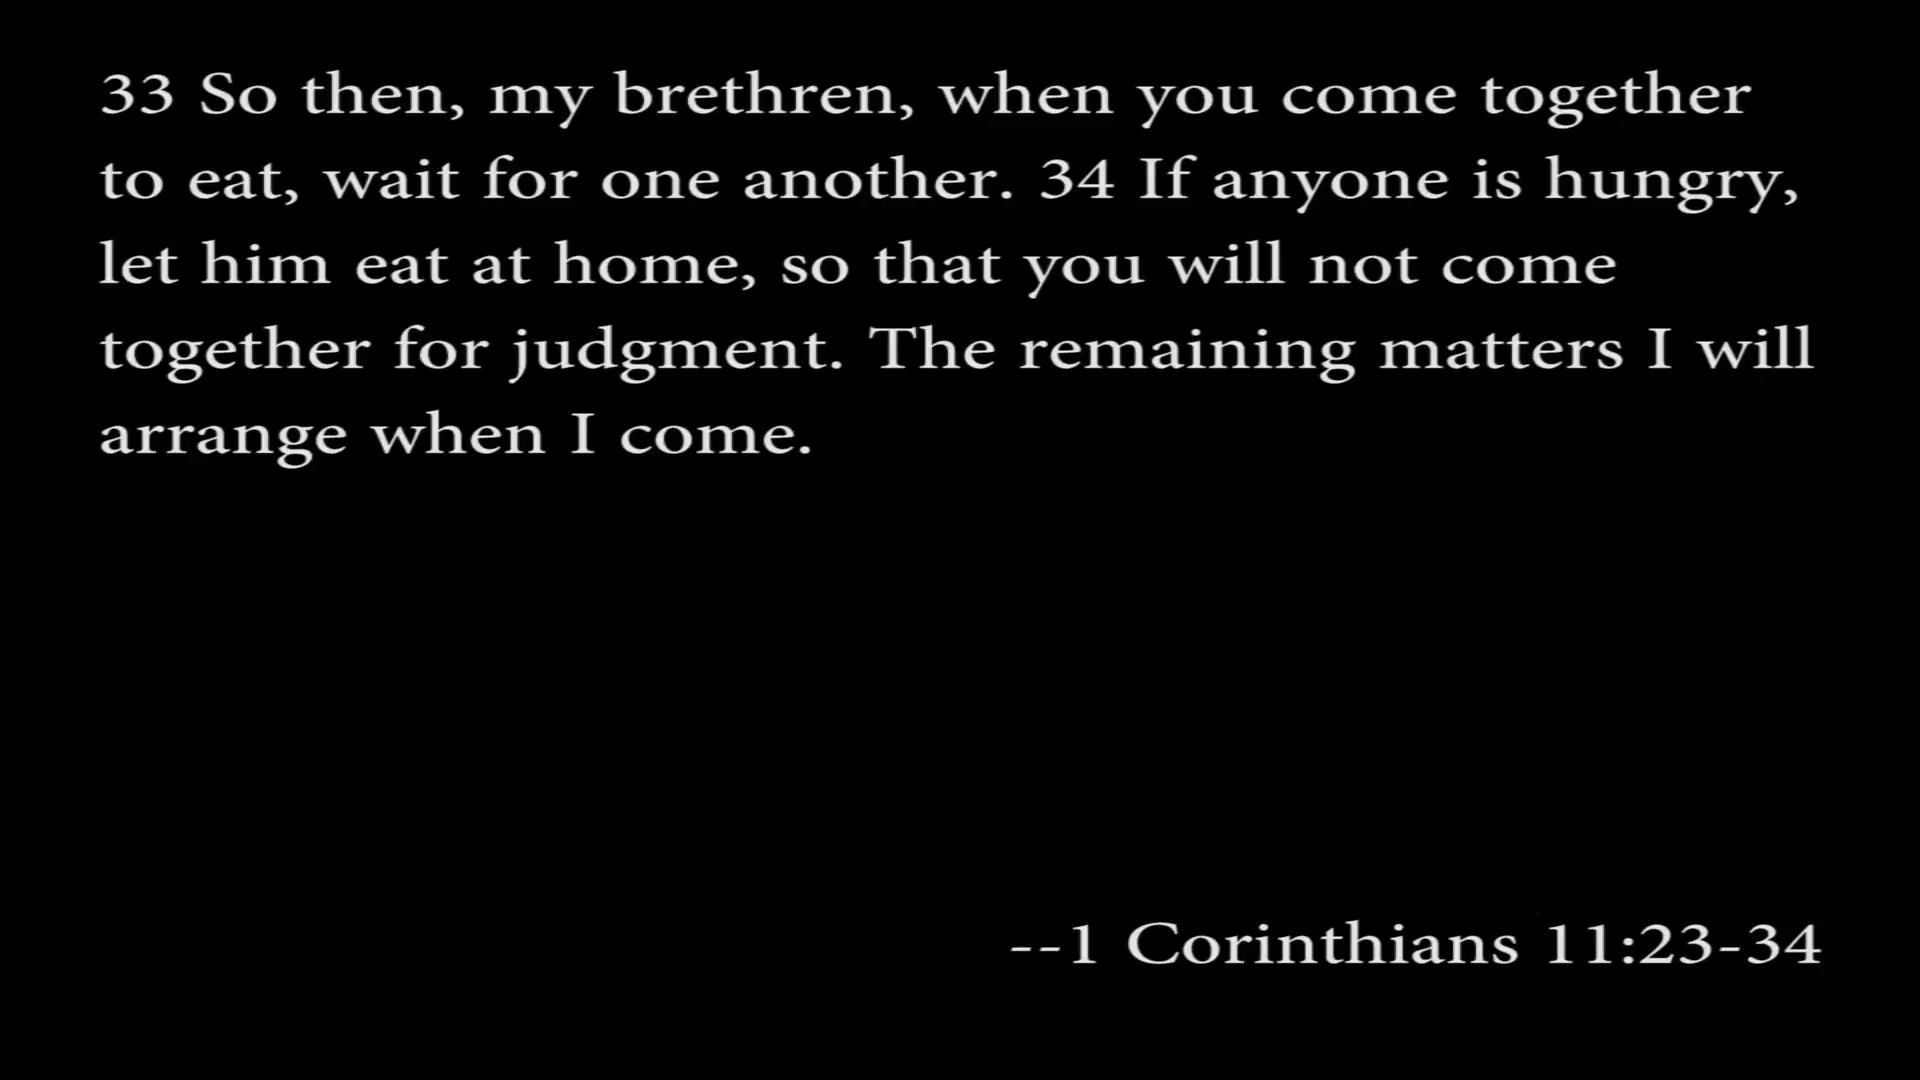 33 So then, my brethren, when you come together
to eat, wait for one another. 34 If anyone is hungry,
let him eat at home, so that you will not come
together for judgment. The remaining matters I will
arrange when I come.
--1 Corinthians 11:23-34